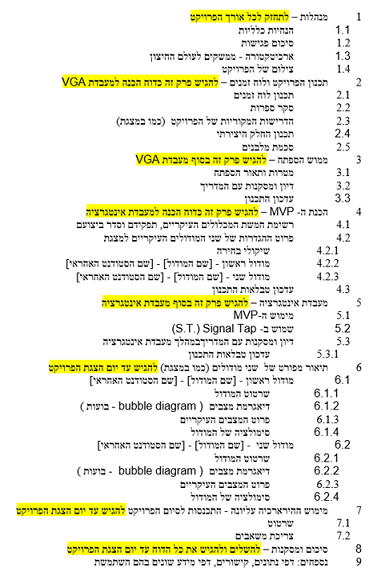 1 מנהלות – לתחזק לכל אורך הפרויקט
1.1 הנחיות כלליות
1.2 סיכום פגישות
1.3 ארכיטקטורה - ממשקים לעולם החיצון
1.4 צילום של הפרויקט
2 תכנון הפרויקט ולוח זמנים – להגיש פרק זה כדוח הכנה למעבדת VGA
2.1 תכנון לוח זמנים
2.2 סקר ספרות
2.3 הדרישות המקוריות של הפרויקט (כמו במצגת)
2.4 תכנון החלק היצירתי
2.5 סכמת מלבנים
3 ממוש הספתה – להגיש פרק זה בסוף מעבדת VGA
3.1 מטרות ותאור הספתה
3.2 דיון ומסקנות עם המדריך
3.3 עדכון התכנון
4 הכנת ה- MVP – להגיש פרק זה כדוח הכנה למעבדת אינטגרציה
4.1 רשימת חמשת המכלולים העיקריים, תפקידם וסדר ביצועם
4.2 פרוט ההגדרות של שני המודולים העיקריים למצגת
4.2.1 שיקולי בחירה
4.2.2 מודול ראשון - [שם המודול] - [שם הסטודנט האחראי]
4.2.3 מודול שני - [שם המודול] - [שם הסטודנט האחראי]
4.3 עדכון טבלאות התכנון
5 מעבדת אינטגרציה – להגיש פרק זה בסוף מעבדת אינטגרציה
5.1 מימוש ה-MVP
5.2 שמוש ב- Signal Tap (S.T.)
5.3 דיון ומסקנות עם המדריךבמהלך מעבדת אינטגרציה
5.3.1 עדכון טבלאות התכנון
6 תיאור מפורט של שני מודולים (כמו במצגת) להגיש עד יום הצגת הפרויקט
6.1 מודול ראשון - [שם המודול] - [שם הסטודנט האחראי]
6.1.1 שרטוט המודול
6.1.2 דיאגרמת מצבים ( bubble diagram - בועות )
6.1.3 פרוט המצבים העיקריים
6.1.4 סימולציה של המודול
6.2 מודול שני - [שם המודול] - [שם הסטודנט האחראי]
6.2.1 שרטוט המודול
6.2.2 דיאגרמת מצבים ( bubble diagram - בועות )
6.2.3 פרוט המצבים העיקריים
6.2.4 סימולציה של המודול
7 מימוש ההירארכיה עליונה - התכנסות לסיום הפרויקט להגיש עד יום הצגת הפרויקט
7.1 שרטוט
7.2 צריכת משאבים
8 סיכום ומסקנות – להשלים ולהגיש את כל הדוח עד יום הצגת הפרויקט
9 נספחים: דפי נתונים, קישורים, דפי מידע שונים בהם השתמשת